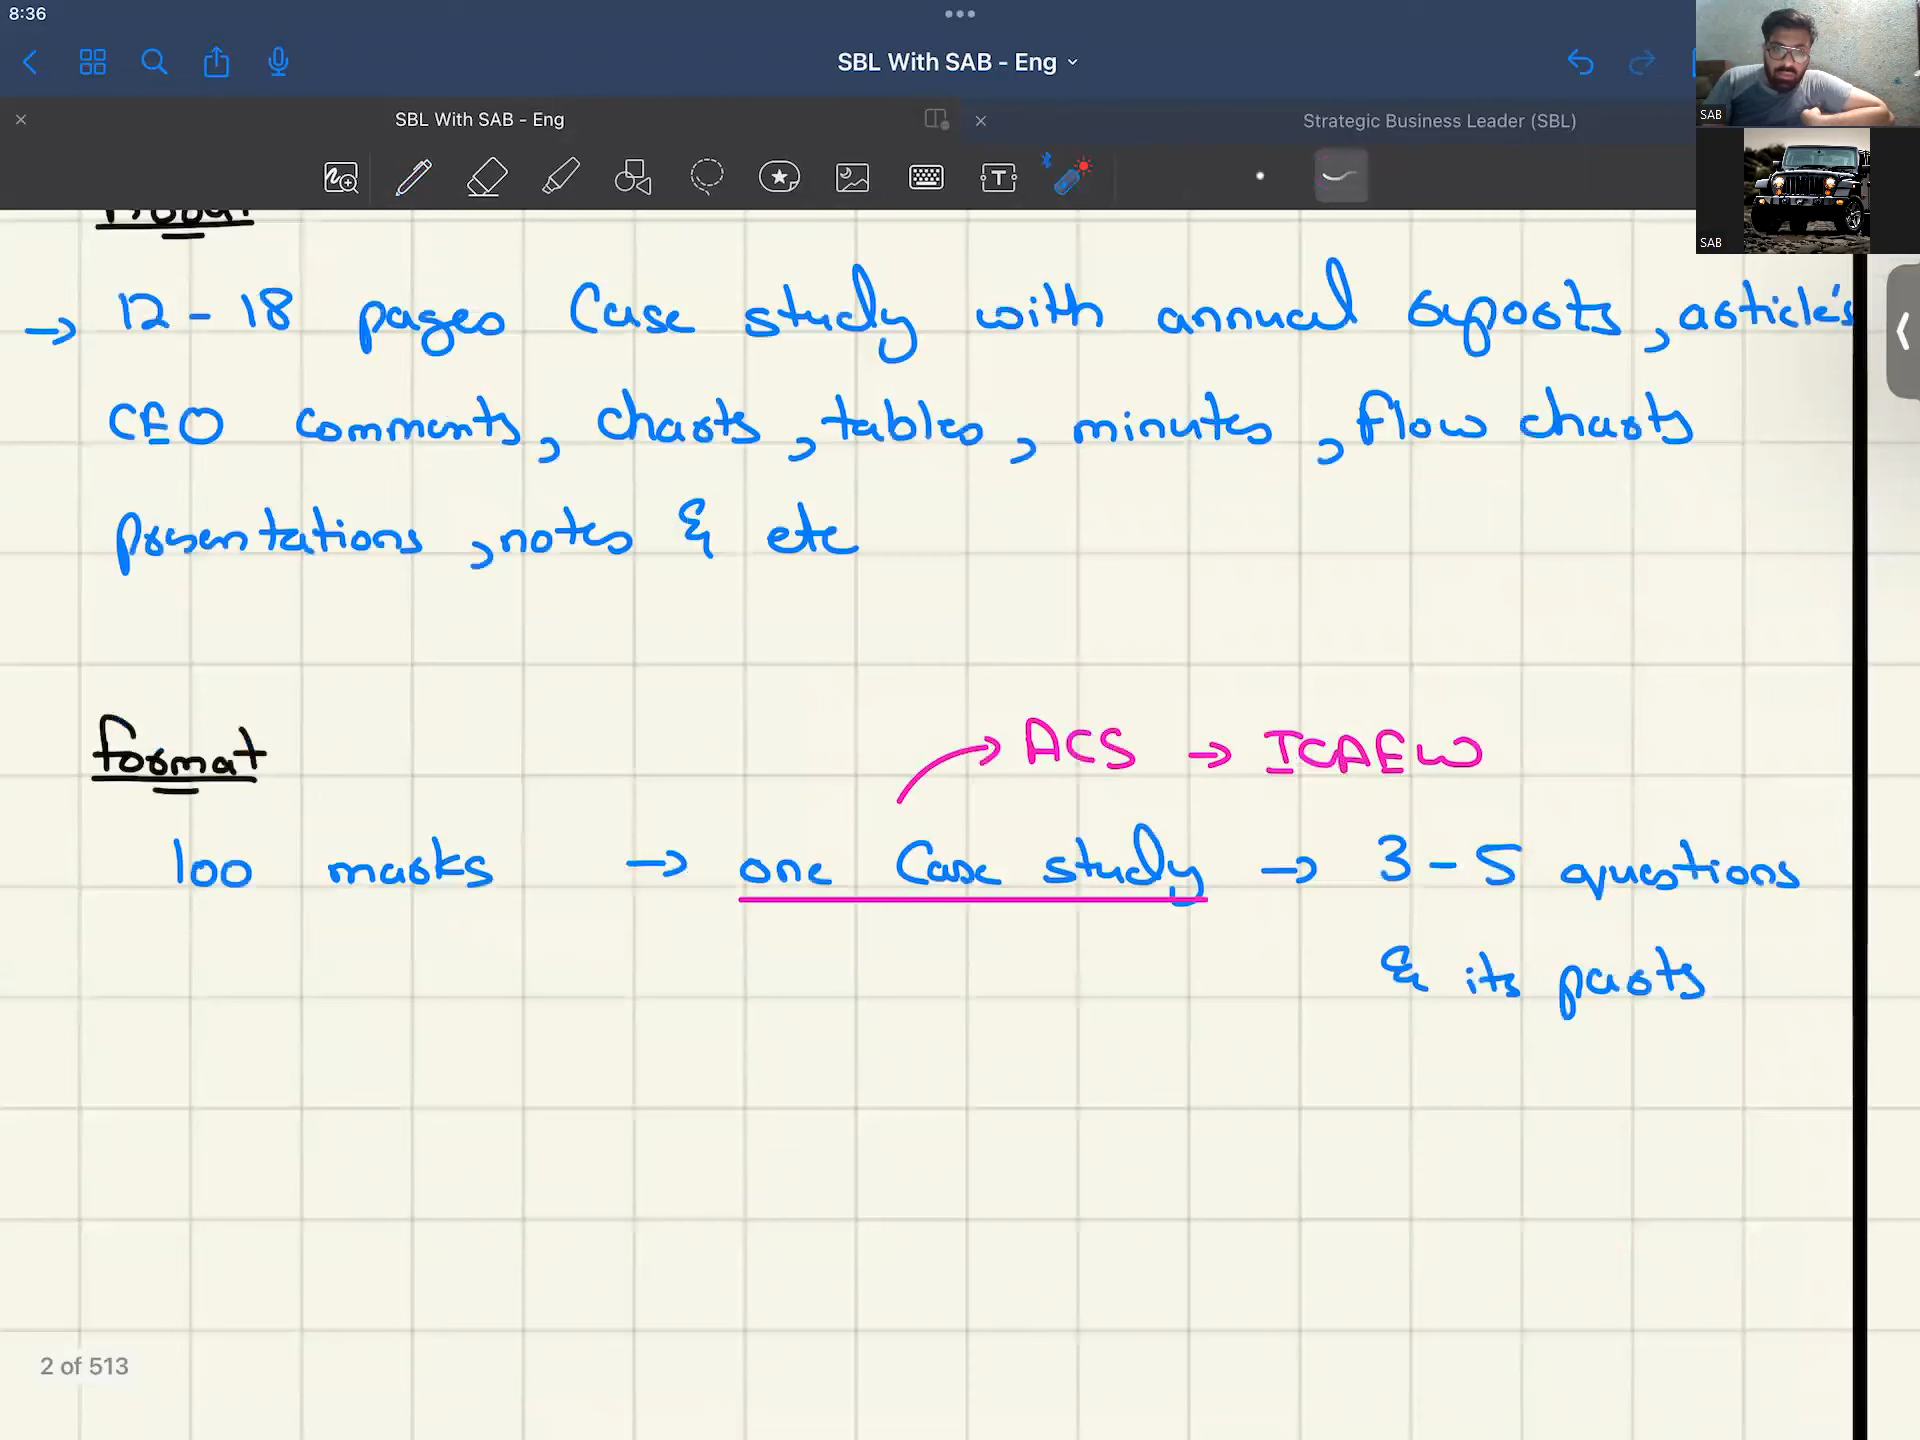 8:36
SBL With SAB - Eng
SBL With SAB - Eng
Strategic Business Leader (SBL)
SAB
SAB
→ 12 - 18 pages Case study with annual reports, article's
CEO comments, charts, tables, minutes, flow charts
presentations, notes & etc
format
→ ACS → ICAEW
100 marks → one Case study → 3 - 5 questions
& its parts
2 of 513